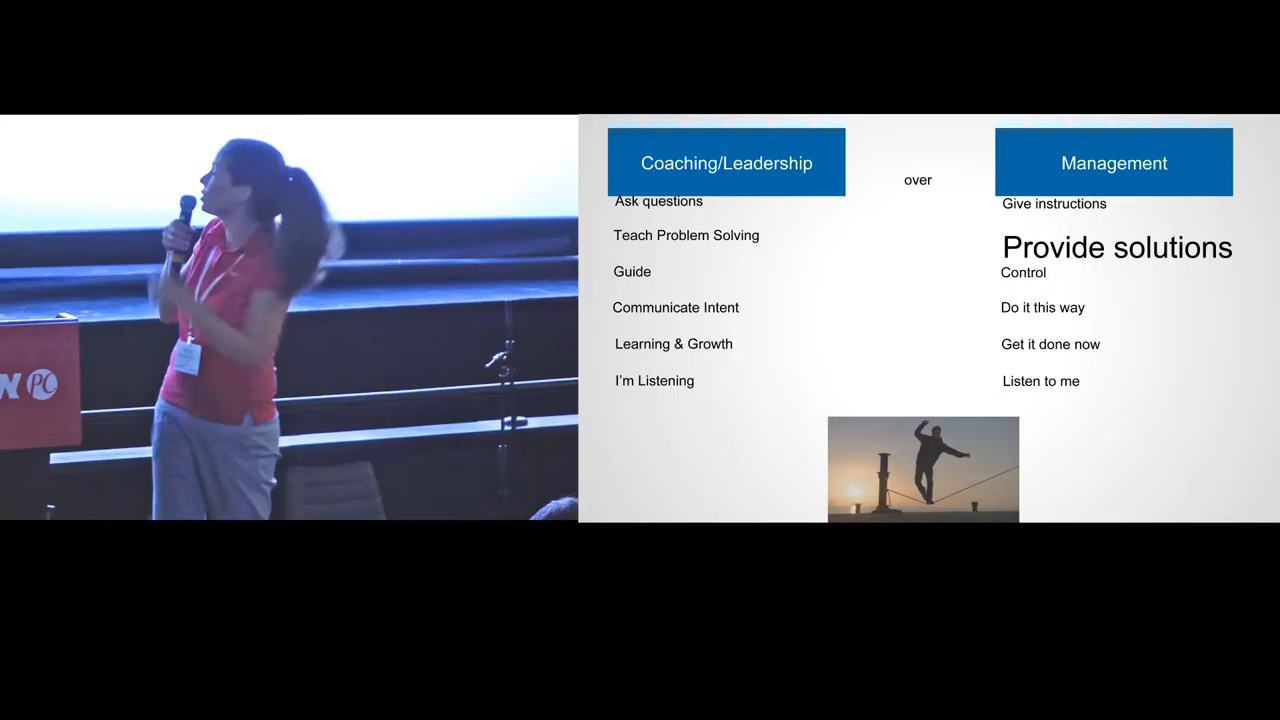 Coaching/Leadership
over
Management
Ask questions
Teach Problem Solving
Guide
Communicate Intent
Learning & Growth
I'm Listening
Give instructions
Provide solutions
Control
Do it this way
Get it done now
Listen to me
PC